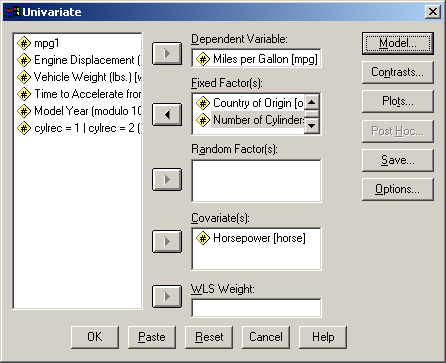 Univariate
mpg1
Engine Displacement (
Vehicle Weight (lbs.) [w
Time to Accelerate from
Model Year (modulo 10
cylrec = 1 | cylrec = 2 (
Dependent Variable:
Miles per Gallon [mpg]
Fixed Factor(s):
Country of Origin [o
Number of Cylinders
Random Factor(s):
Covariate(s):
Horsepower [horse]
WLS Weight:
Model...
Contrasts...
Plots...
Post Hoc...
Save...
Options...
OK
Paste
Reset
Cancel
Help